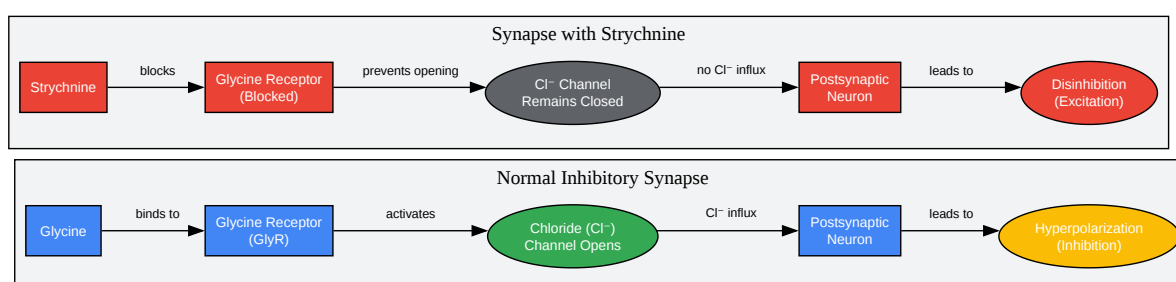 Synapse with Strychnine
Strychnine
blocks
Glycine Receptor
(Blocked)
prevents opening
Cl⁻ Channel
Remains Closed
no Cl⁻ influx
Postsynaptic
Neuron
leads to
Disinhibition
(Excitation)
Normal Inhibitory Synapse
Glycine
binds to
Glycine Receptor
(GlyR)
activates
Chloride (Cl⁻)
Channel Opens
Cl⁻ influx
Postsynaptic
Neuron
leads to
Hyperpolarization
(Inhibition)